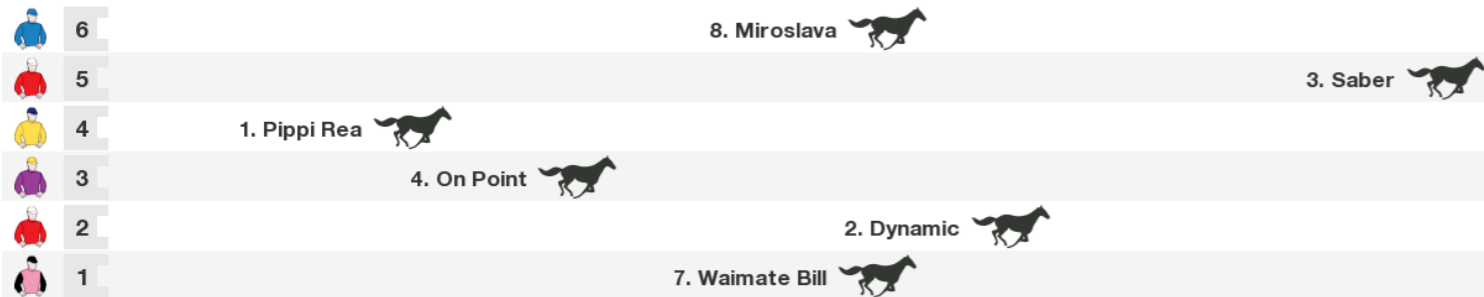 6 8. Miroslava
5 3. Saber
4 1. Pippi Rea
3 4. On Point
2 2. Dynamic
1 7. Waimate Bill